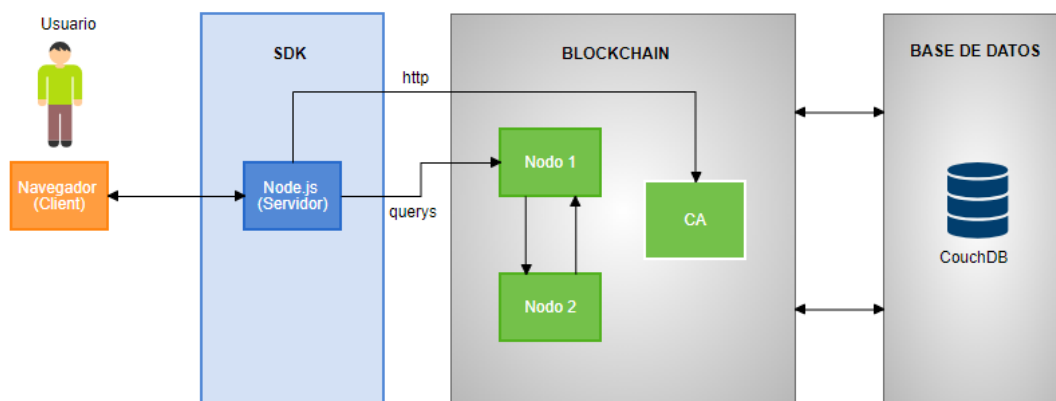 Usuario
SDK
BLOCKCHAIN
BASE DE DATOS
http
Nodo 1
Navegador
(Client)
Node.js
(Servidor)
querys
CA
CouchDB
Nodo 2